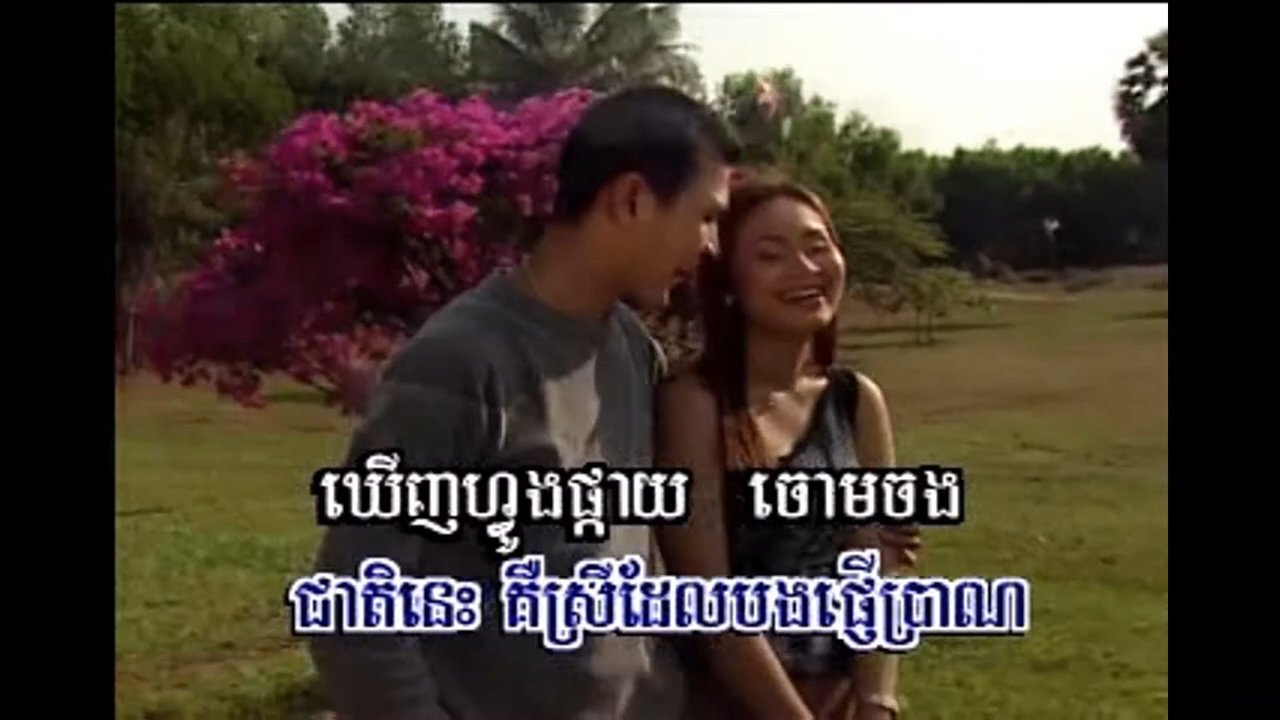 ឃើញហ្វូងផ្កាយ ចោមចង
ជាតិនេះ គឺស្រីដែលបងផ្ញើប្រាណ